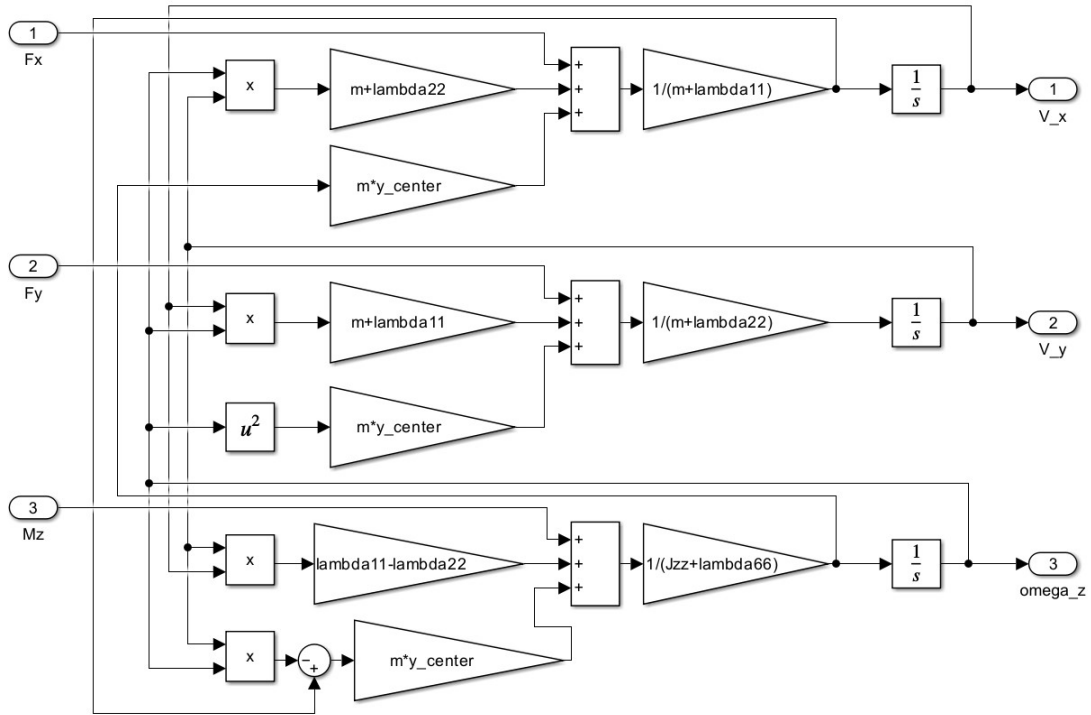 1
Fx
x
m+lambda22
+
+
+
1/(m+lambda11)
1
s
1
V_x
m*y_center
2
Fy
x
m+lambda11
+
+
+
1/(m+lambda22)
1
s
2
V_y
u²
m*y_center
3
Mz
x
lambda11-lambda22
+
+
+
1/(Jzz+lambda66)
1
s
3
omega_z
x
−
+
m*y_center